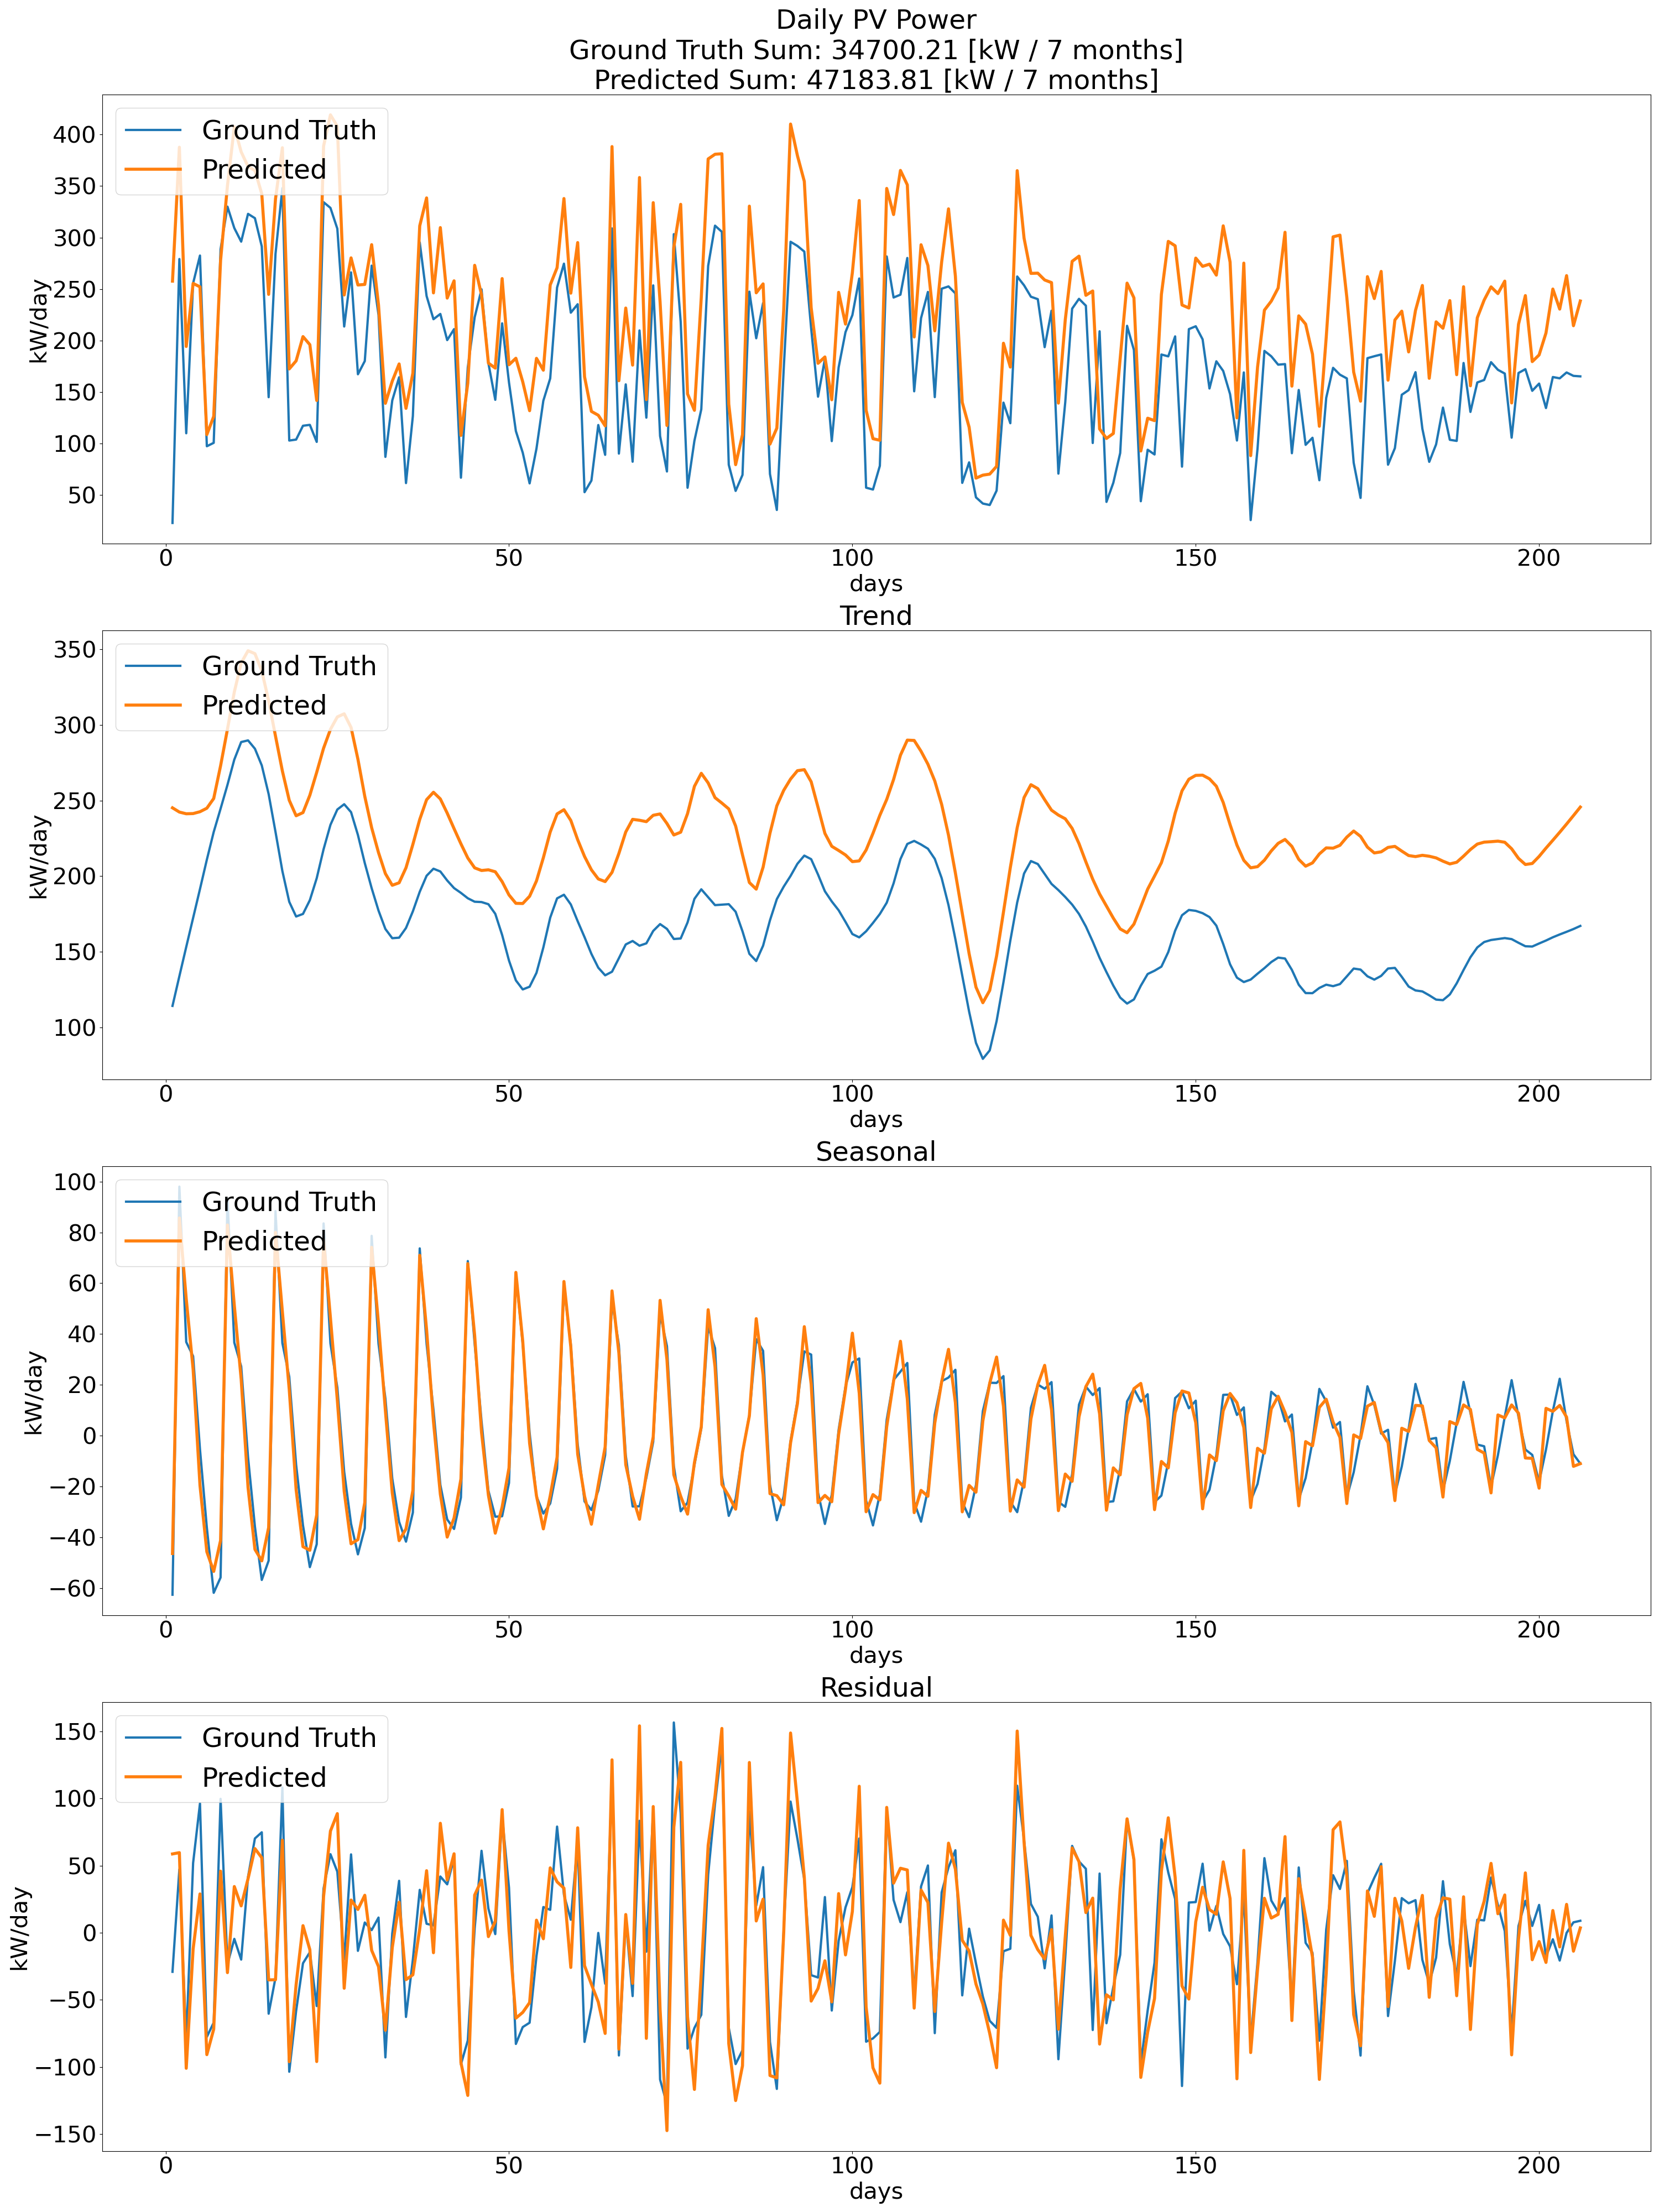 Daily PV Power
Ground Truth Sum: 34700.21 [kW / 7 months]
Predicted Sum: 47183.81 [kW / 7 months]
Ground Truth
Predicted
kW/day
400
350
300
250
200
150
100
50
0 50 100 150 200
days
Trend
Ground Truth
Predicted
kW/day
350
300
250
200
150
100
0 50 100 150 200
days
Seasonal
Ground Truth
Predicted
kW/day
100
80
60
40
20
0
−20
−40
−60
0 50 100 150 200
days
Residual
Ground Truth
Predicted
kW/day
150
100
50
0
−50
−100
−150
0 50 100 150 200
days